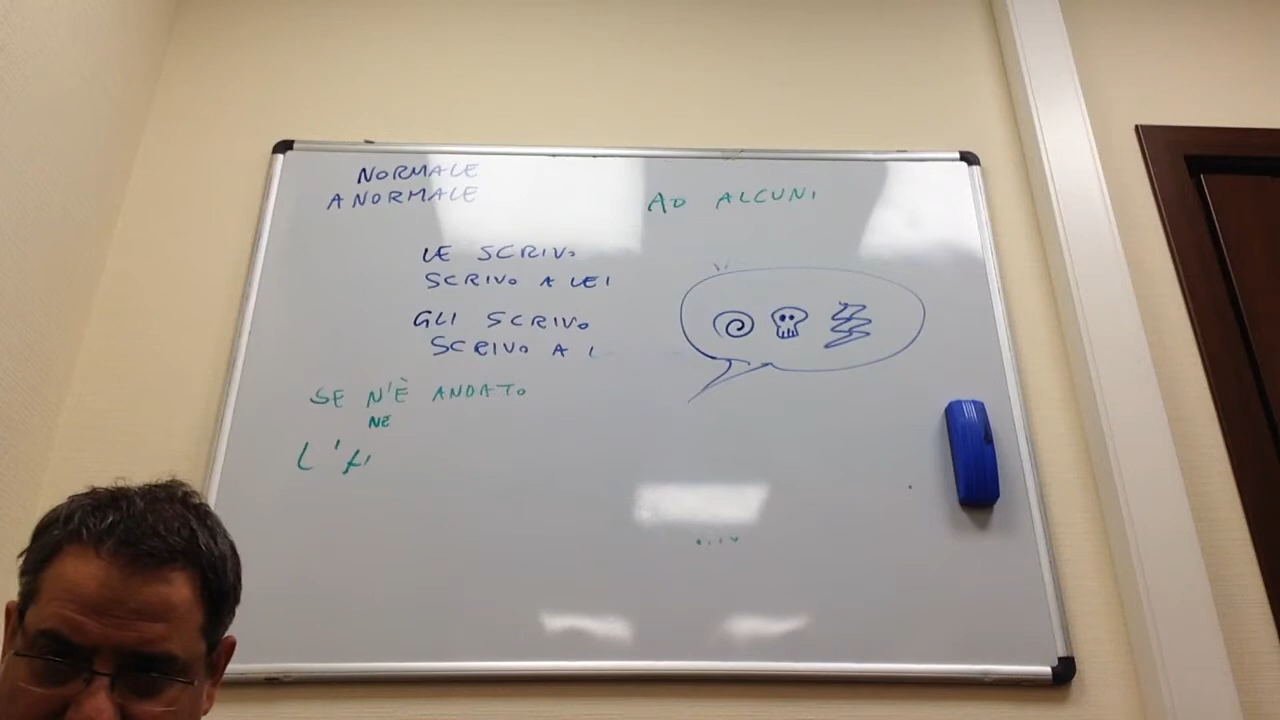 NORMALE
ANORMALE
AD ALCUNI
LE SCRIVO
SCRIVO A LEI
GLI SCRIVO
SCRIVO A L
SE N'È ANDATO
NE